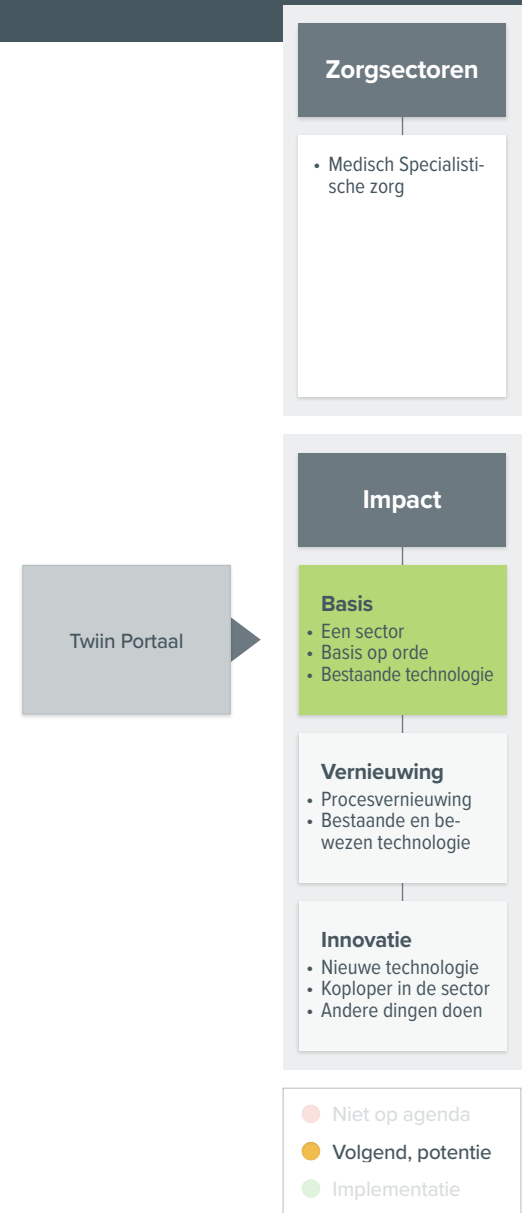 Zorgsectoren
• Medisch Specialisti-
sche zorg
Impact
Twiin Portaal
Basis
• Een sector
• Basis op orde
• Bestaande technologie
Vernieuwing
• Procesvernieuwing
• Bestaande en be-
wezen technologie
Innovatie
• Nieuwe technologie
• Koploper in de sector
• Andere dingen doen
Niet op agenda
Volgend, potentie
Implementatie